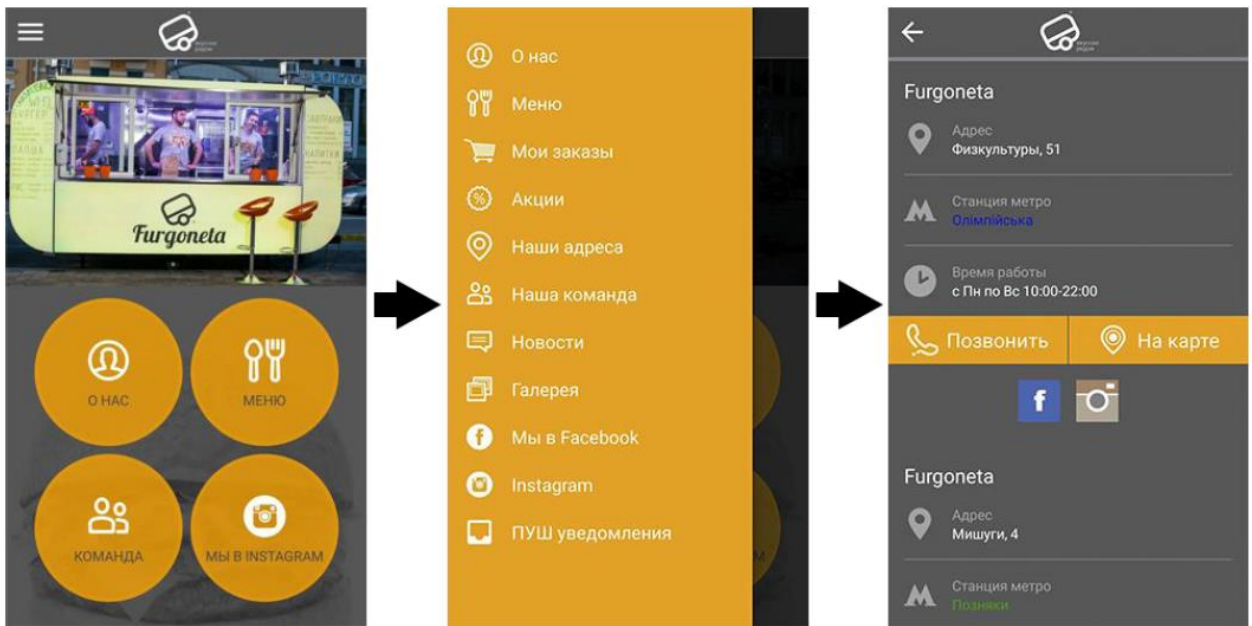 Furgoneta
О НАС
МЕНЮ
КОМАНДА
МЫ В INSTAGRAM
О нас
Меню
Мои заказы
Акции
Наши адреса
Наша команда
Новости
Галерея
Мы в Facebook
Instagram
ПУШ уведомления
Furgoneta
Адрес
Физкультуры, 51
Станция метро
Олімпійська
Время работы
с Пн по Вс 10:00-22:00
Позвонить
На карте
Furgoneta
Адрес
Мишуги, 4
Станция метро
Позняки